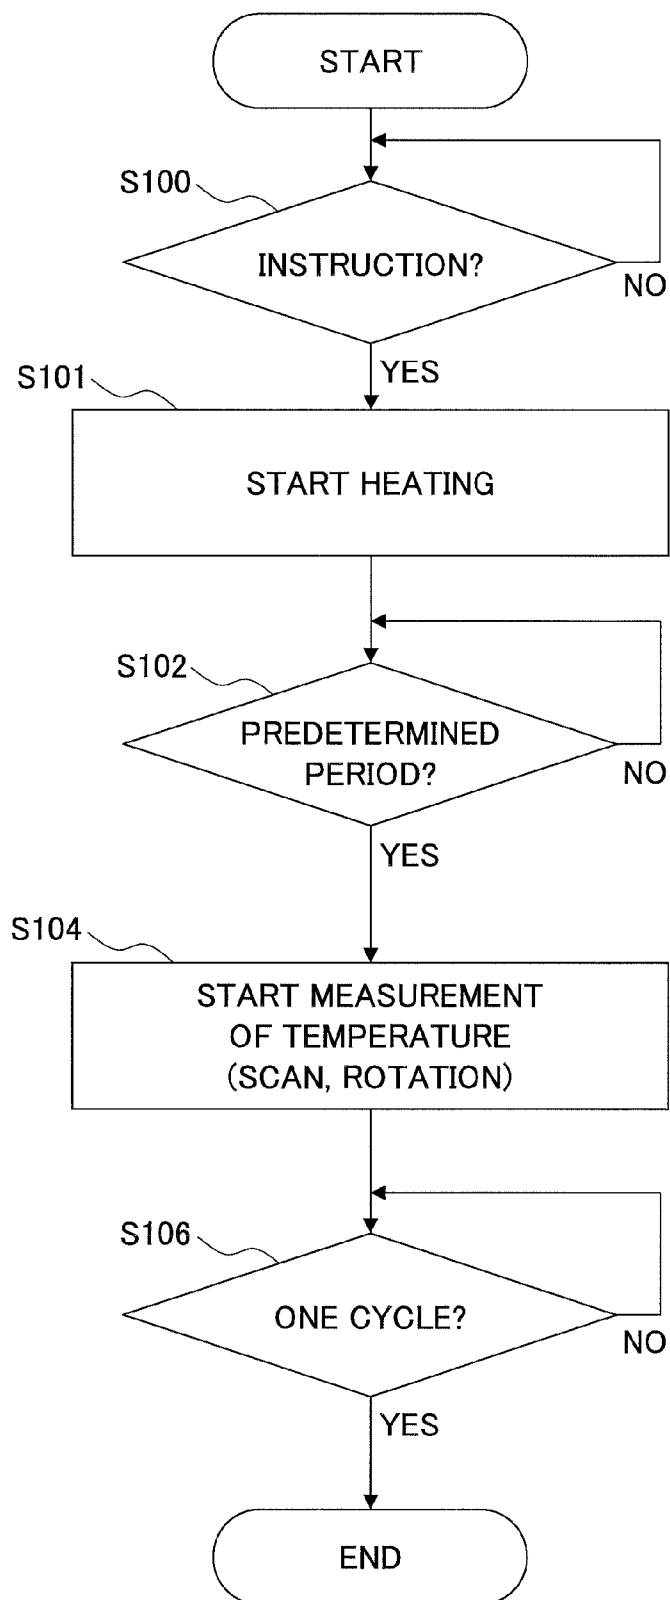 START
S100
INSTRUCTION?
NO
YES
S101
START HEATING
S102
PREDETERMINED
PERIOD?
NO
YES
S104
START MEASUREMENT
OF TEMPERATURE
(SCAN, ROTATION)
S106
ONE CYCLE?
NO
YES
END